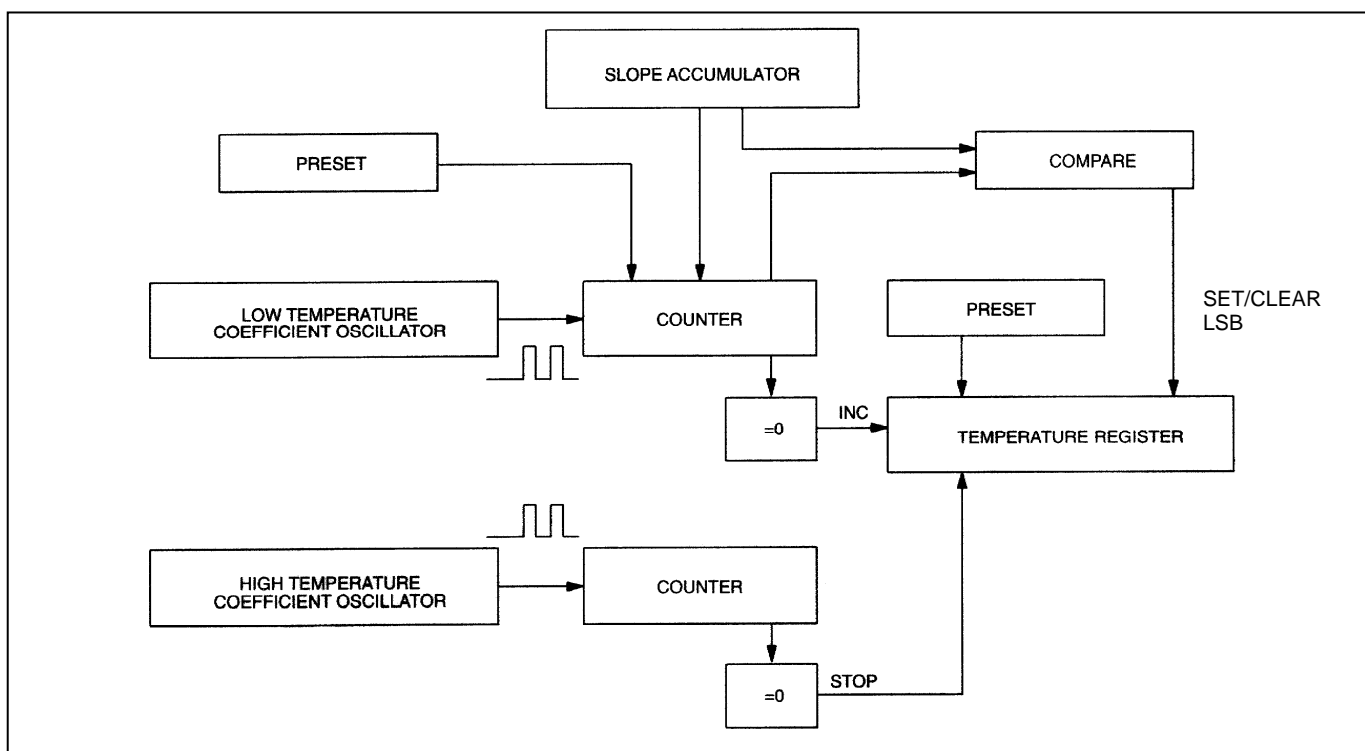 SLOPE ACCUMULATOR
PRESET
COMPARE
LOW TEMPERATURE
COEFFICIENT OSCILLATOR
COUNTER
PRESET
SET/CLEAR
LSB
=0
INC
TEMPERATURE REGISTER
HIGH TEMPERATURE
COEFFICIENT OSCILLATOR
COUNTER
=0
STOP